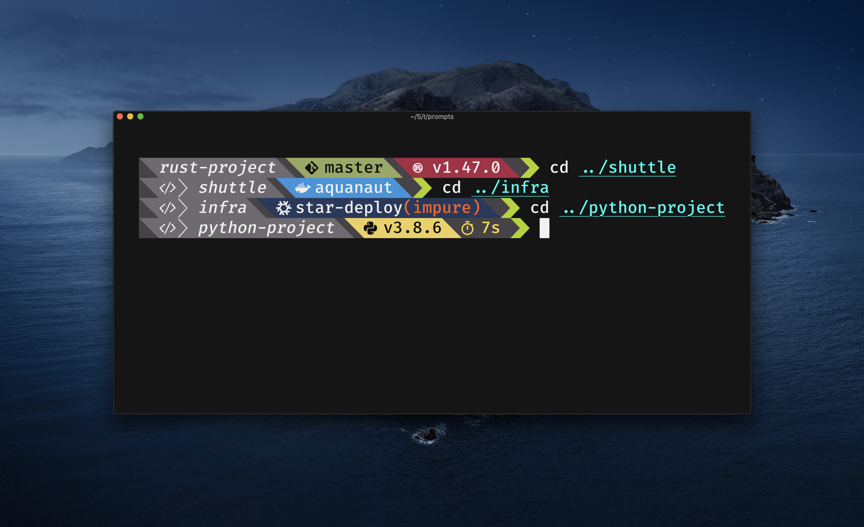 ~/S/t/prompts
rust-project master v1.47.0 cd ../shuttle
</> shuttle aquanaut cd ../infra
</> infra star-deploy(impure) cd ../python-project
</> python-project v3.8.6 7s